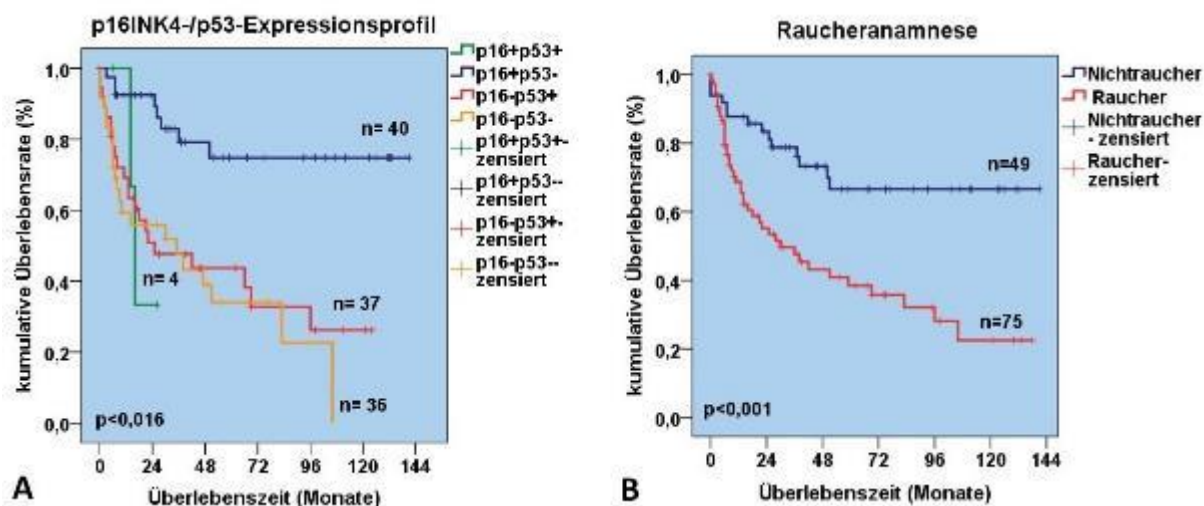 p16INK4-/p53-Expressionsprofil
kumulative Überlebsrate (%)
1,0
0,8
0,6
0,4
0,2
0,0
n= 40
n= 4
n= 37
n= 36
p<0,016
0 24 48 72 96 120 144
Überlebenszeit (Monate)
A
p16+p53+
p16+p53-
p16-p53+
p16-p53-
p16+p53+-
zensiert
p16+p53--
zensiert
p16-p53+-
zensiert
p16-p53--
zensiert
Raucheranamnese
kumulative Überlebensrate (%)
1,0
0,8
0,6
0,4
0,2
0,0
n=49
n=75
p<0,001
0 24 48 72 96 120 144
Überlebenszeit (Monate)
B
Nichtraucher
Raucher
Nichtraucher
- zensiert
Raucher-
zensiert